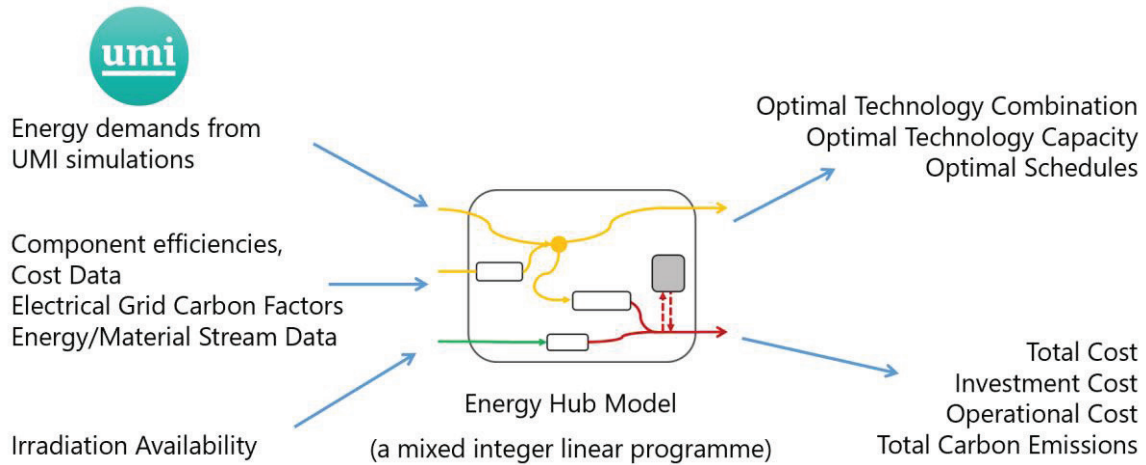 umi
Energy demands from
UMI simulations
Component efficiencies,
Cost Data
Electrical Grid Carbon Factors
Energy/Material Stream Data
Irradiation Availability
Energy Hub Model
(a mixed integer linear programme)
Optimal Technology Combination
Optimal Technology Capacity
Optimal Schedules
Total Cost
Investment Cost
Operational Cost
Total Carbon Emissions